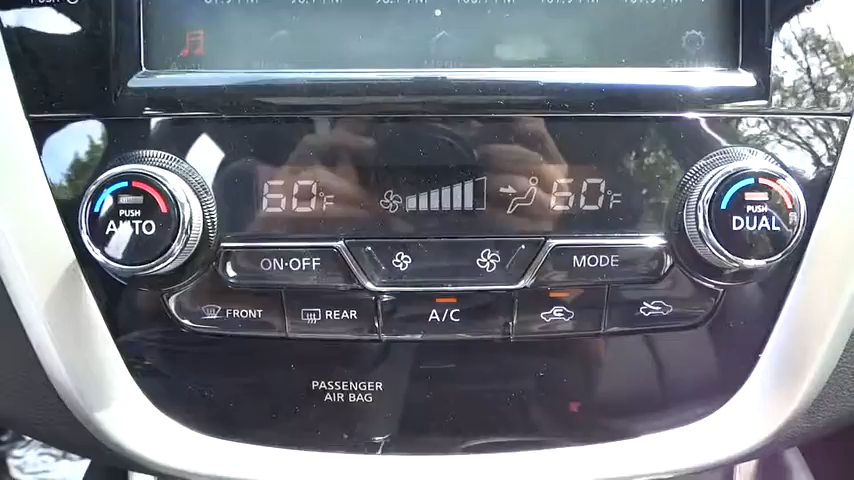 PUSH
AUTO
60°F
60°F
PUSH
DUAL
ON·OFF
MODE
FRONT
REAR
A/C
PASSENGER
AIR BAG